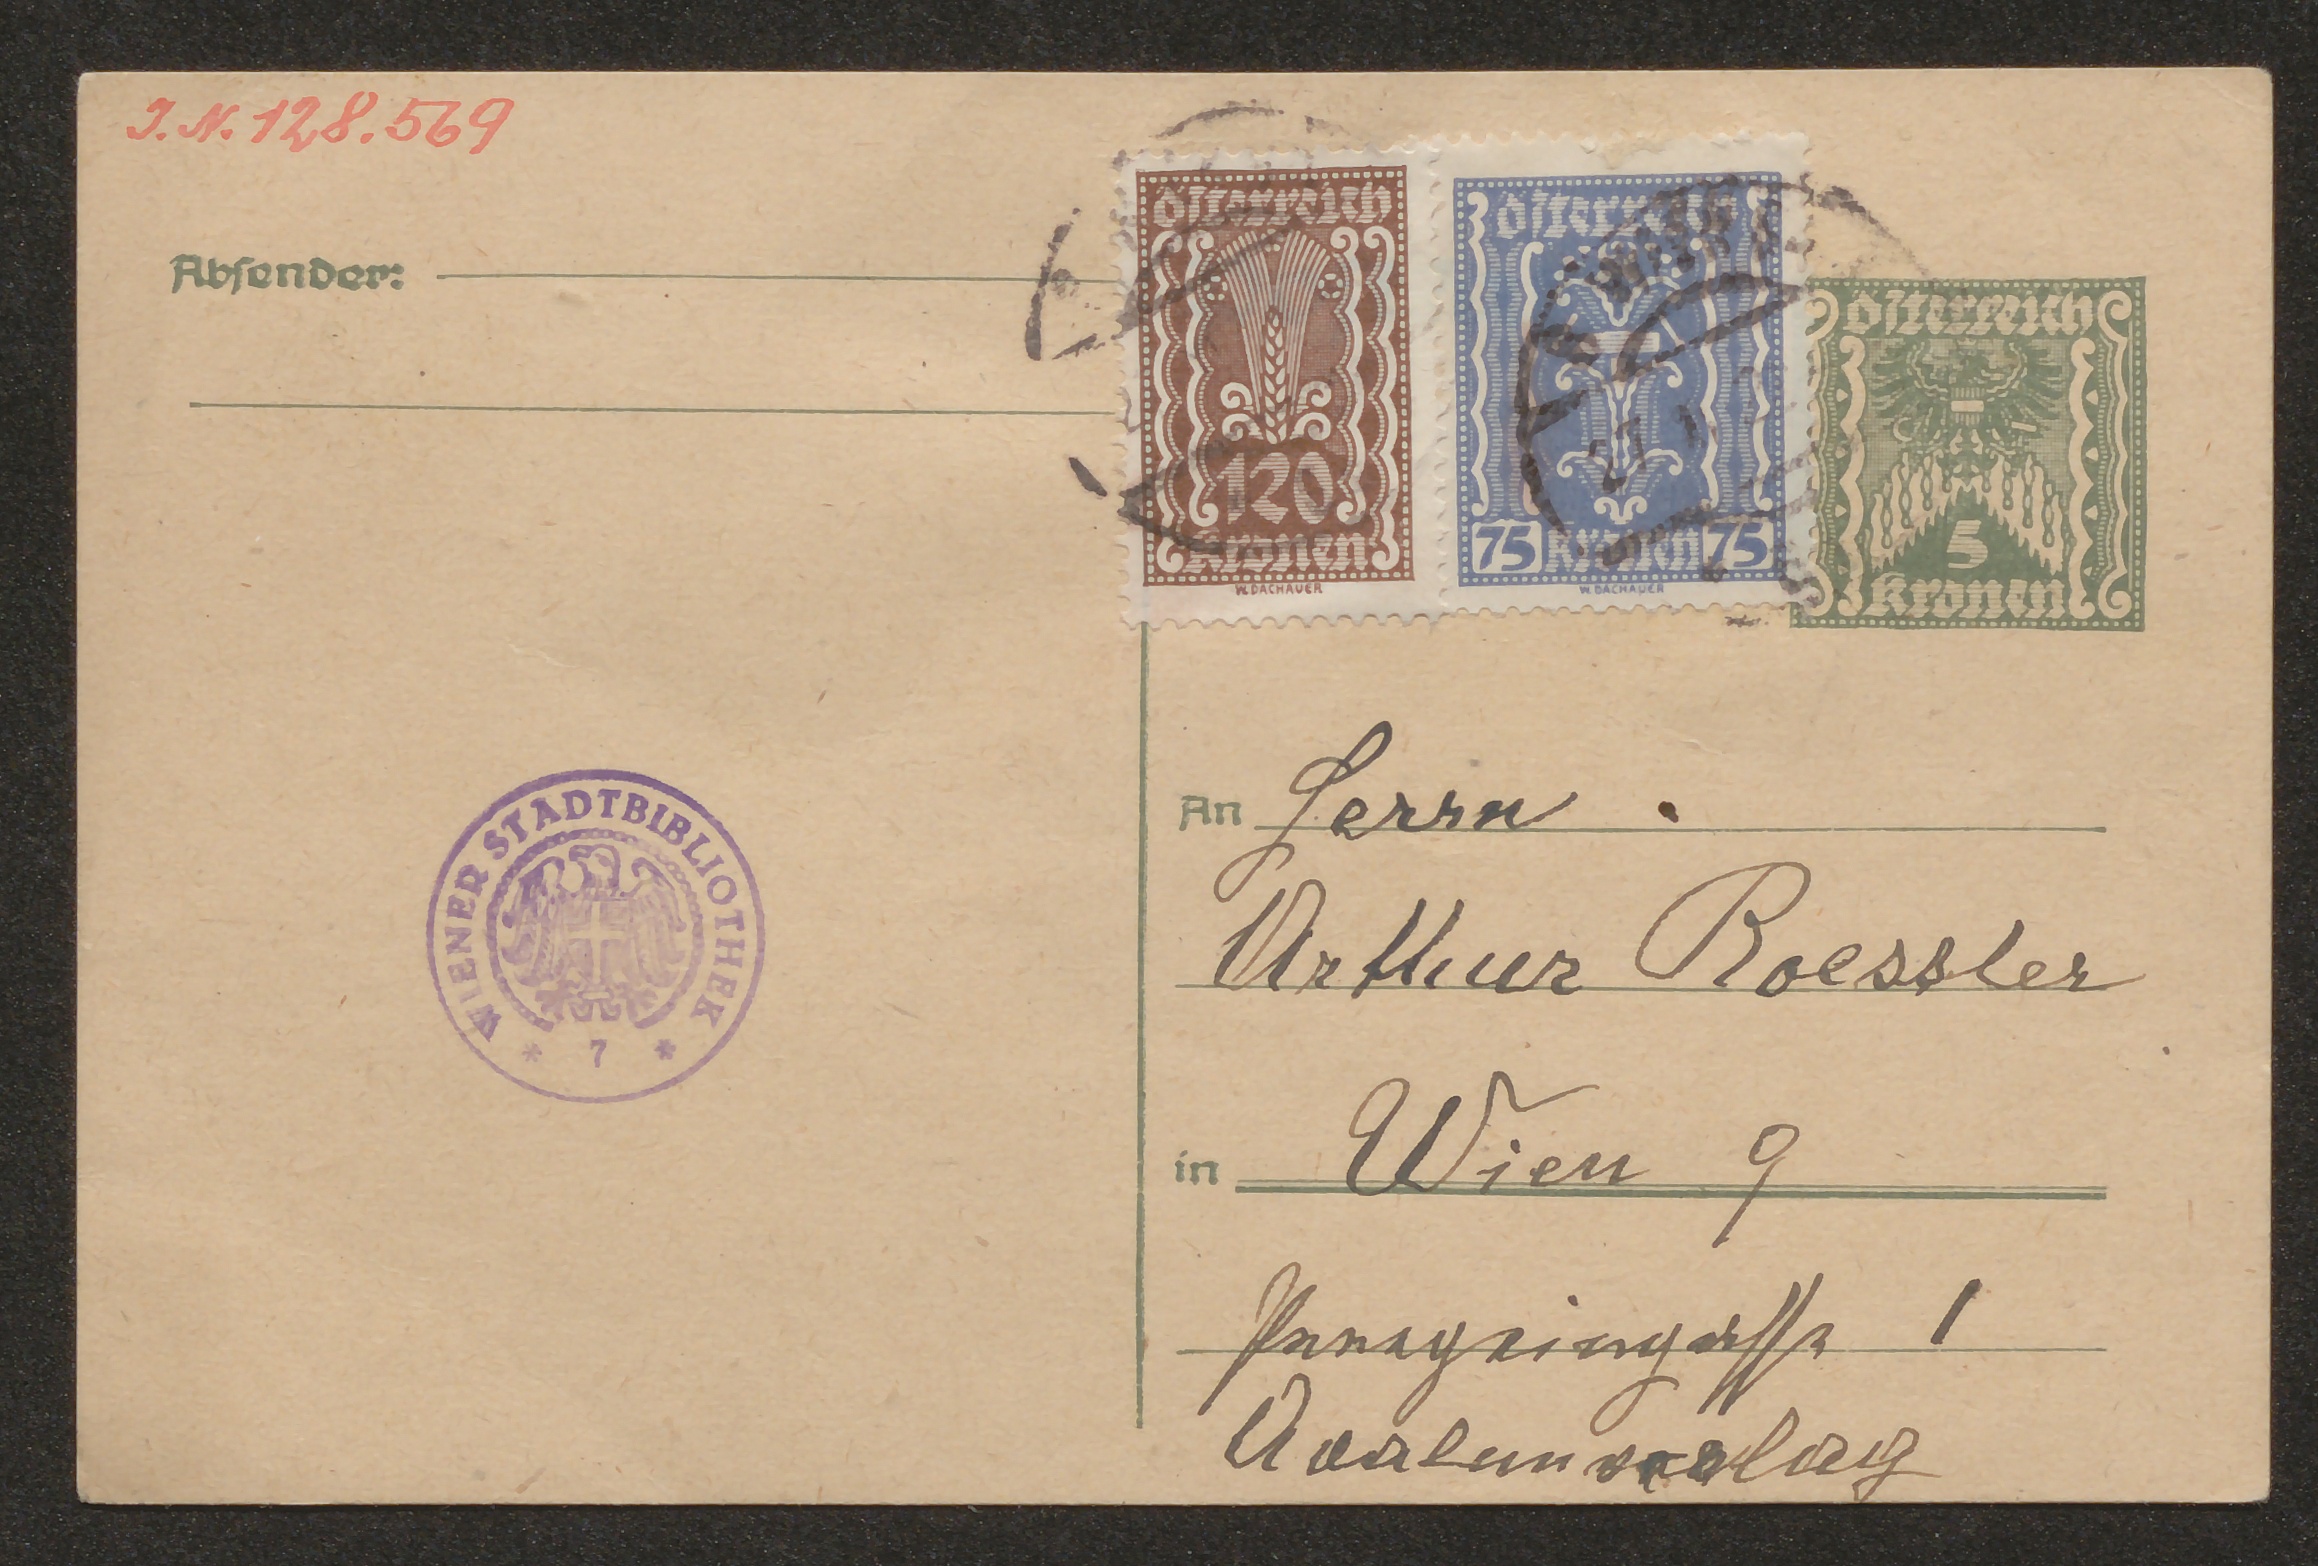 I.N. 128.569
Absender:
Österreich
120
Kronen
W. DACHAUER
Österreich
75 Kronen 75
W. DACHAUER
Österreich
5
Kronen
WIENER STADTBIBLIOTHEK
* 7 *
An Herrn
Arthur Roessler
in Wien 9
1